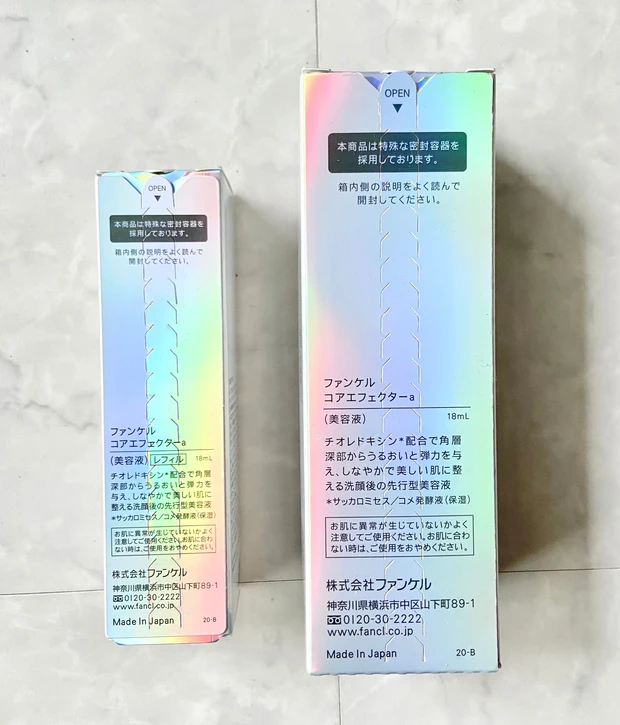 OPEN
本商品は特殊な密封容器を
採用しております。
箱内側の説明をよく読んで
開封してください。
ファンケル
コアエフェクターa
(美容液) レフィル 18mL
チオレドキシン*配合で角層
深部からうるおいと弾力を
与え、しなやかで美しい肌に
整える洗顔後の先行型美容液
*サッカロミセス/コメ発酵液(保湿)
お肌に異常が生じていないかよく
注意してご使用ください。お肌に合わ
ない時は、ご使用をおやめください。
株式会社ファンケル
神奈川県横浜市中区山下町89-1
0120-30-2222
www.fancl.co.jp
Made In Japan 20-B
OPEN
本商品は特殊な密封容器を
採用しております。
箱内側の説明をよく読んで
開封してください。
ファンケル
コアエフェクターa
(美容液) 18mL
チオレドキシン*配合で角層
深部からうるおいと弾力を与
え、しなやかで美しい肌に整
える洗顔後の先行型美容液
*サッカロミセス/コメ発酵液(保湿)
お肌に異常が生じていないかよく
注意してご使用ください。お肌に合わ
ない時は、ご使用をおやめください。
株式会社ファンケル
神奈川県横浜市中区山下町89-1
0120-30-2222
www.fancl.co.jp
Made In Japan 20-B